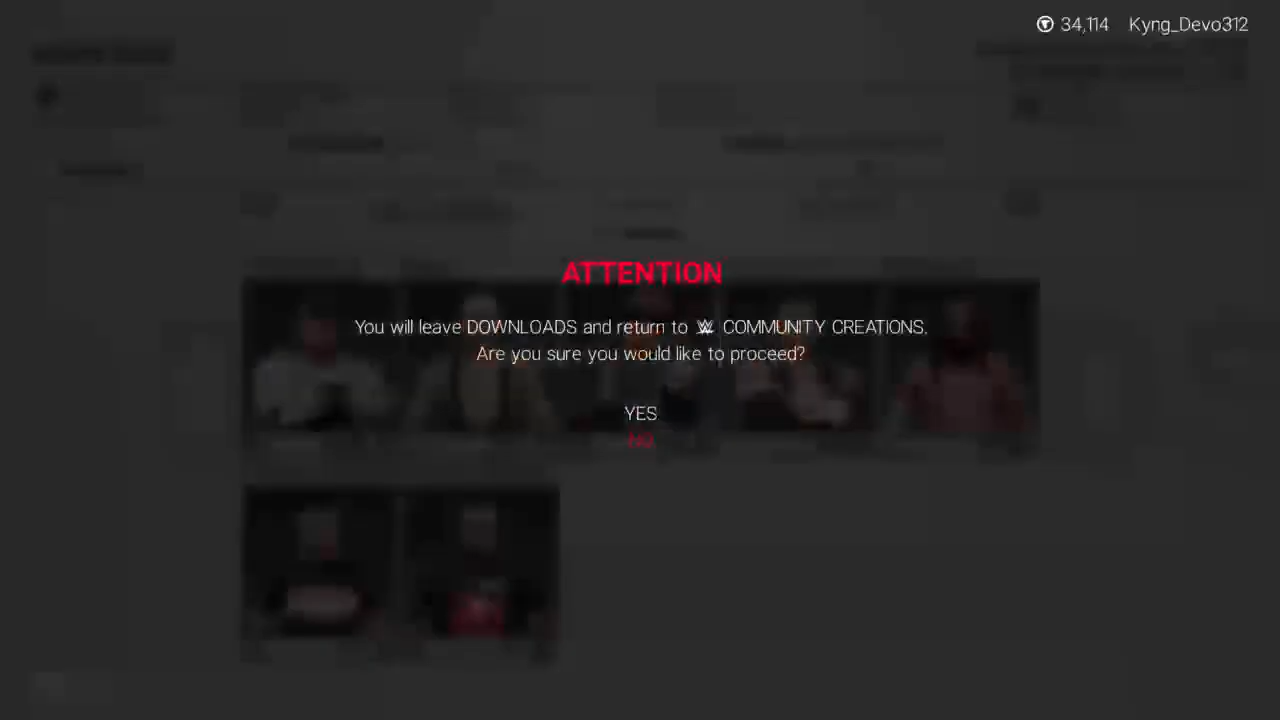 34,114 Kyng_Devo312
ATTENTION
You will leave DOWNLOADS and return to W COMMUNITY CREATIONS.
Are you sure you would like to proceed?
YES
NO